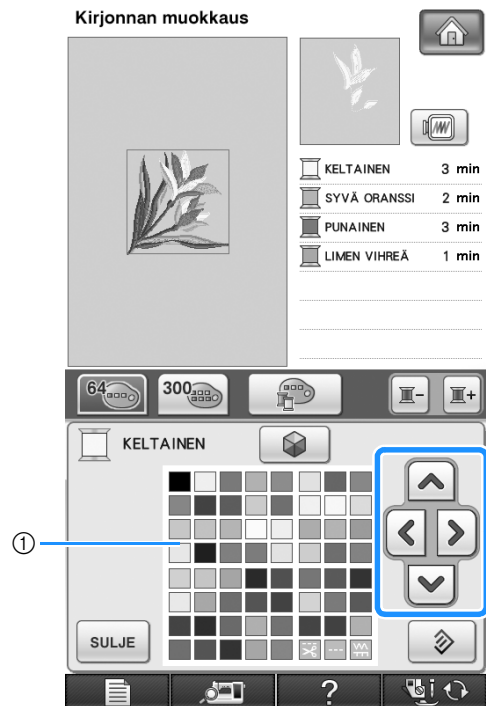 Kirjonnan muokkaus
KELTAINEN 3 min
SYVÄ ORANSSI 2 min
PUNAINEN 3 min
LIMEN VIHREÄ 1 min
64 300 - +
KELTAINEN
①
SULJE
?